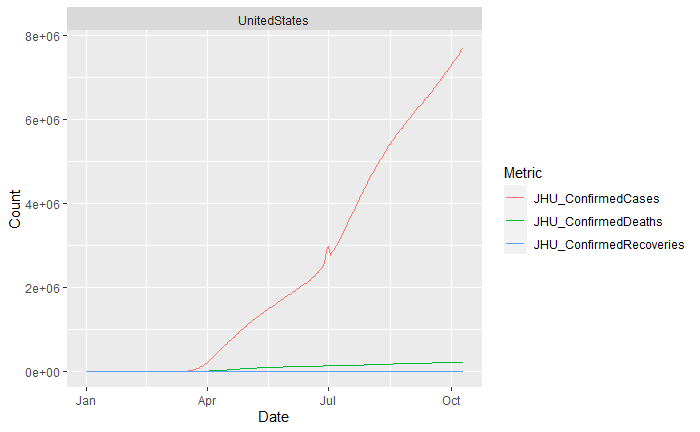 UnitedStates
8e+06
6e+06
4e+06
2e+06
0e+00
Count
Jan
Apr
Jul
Oct
Date
Metric
JHU_ConfirmedCases
JHU_ConfirmedDeaths
JHU_ConfirmedRecoveries